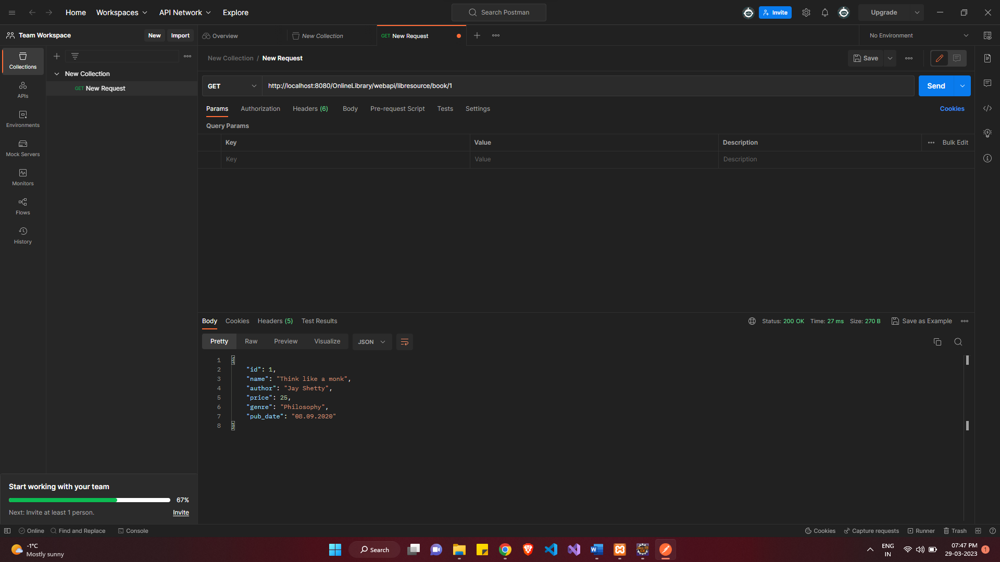 Home Workspaces API Network Explore Search Postman Invite Upgrade
Team Workspace New Import Overview New Collection GET New Request No Environment
Collections
APIs
Environments
Mock Servers
Monitors
Flows
History
New Collection
GET New Request
New Collection / New Request Save
GET http://localhost:8080/OnlineLibrary/webapi/libresource/book/1 Send
Params Authorization Headers (6) Body Pre-request Script Tests Settings Cookies
Query Params
Key Value Description Bulk Edit
Key Value Description
Body Cookies Headers (5) Test Results Status: 200 OK Time: 27 ms Size: 270 B Save as Example
Pretty Raw Preview Visualize JSON
1 {
2 "id": 1,
3 "name": "Think like a monk",
4 "author": "Jay Shetty",
5 "price": 25,
6 "genre": "Philosophy",
7 "pub_date": "08.09.2020"
8 }
Start working with your team
67%
Next: Invite at least 1 person. Invite
Online Find and Replace Console Cookies Capture requests Runner Trash
-1°C
Mostly sunny
Search
ENG
IN
07:47 PM
29-03-2023
1